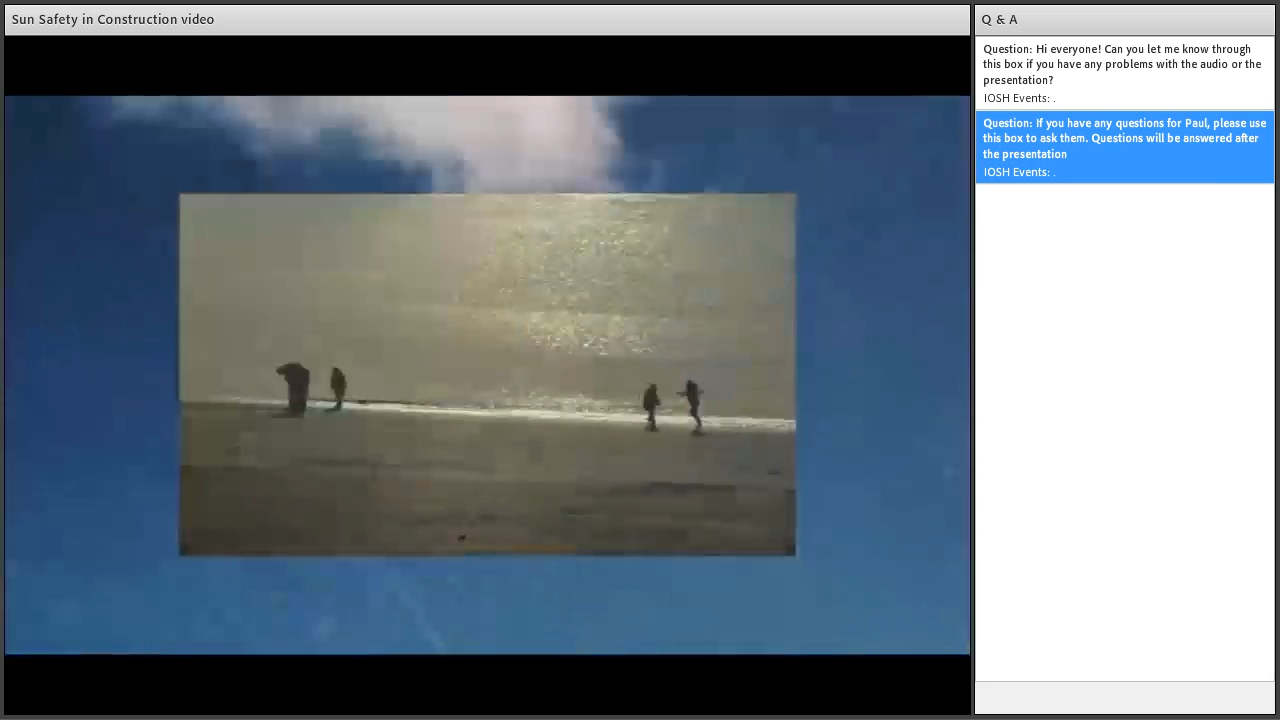 Sun Safety in Construction video
Q & A
Question: Hi everyone! Can you let me know through
this box if you have any problems with the audio or the
presentation?
IOSH Events: .
Question: If you have any questions for Paul, please use
this box to ask them. Questions will be answered after
the presentation
IOSH Events: .